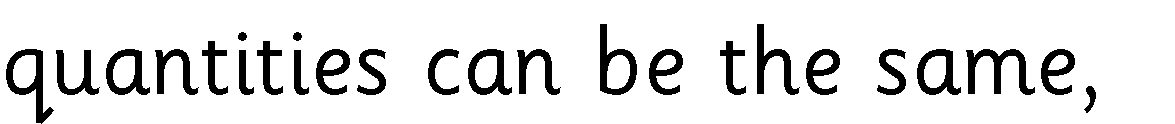 quantities can be the same,